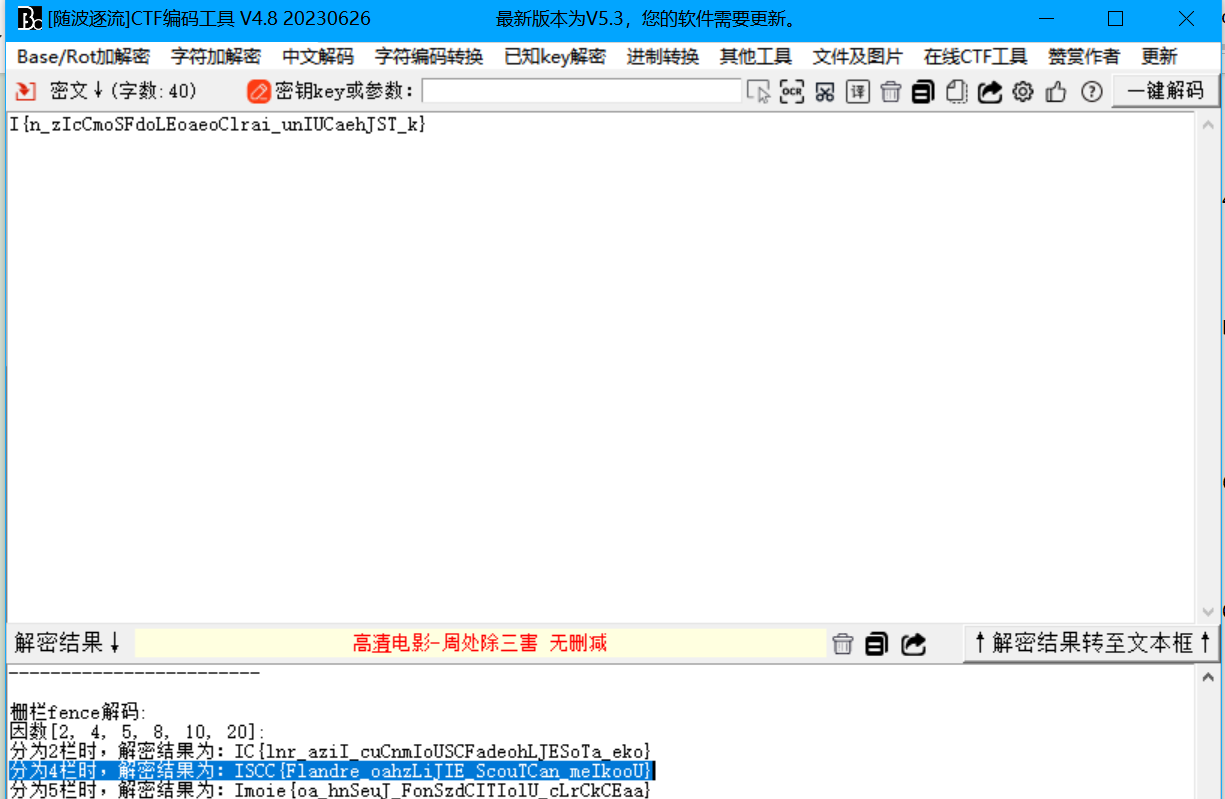 [随波逐流]CTF编码工具 V4.8 20230626 最新版本为V5.3，您的软件需要更新。
Base/Rot加解密 字符加解密 中文解码 字符编码转换 已知key解密 进制转换 其他工具 文件及图片 在线CTF工具 赞赏作者 更新
密文↓(字数:40) 密钥key或参数： OCR 译 一键解码
I{n_zIcCmoSFdoLEoaeoClrai_unIUCaehJST_k}
解密结果↓ 高清电影-周处除三害 无删减 ↑解密结果转至文本框↑
------------------------
栅栏fence解码:
因数[2, 4, 5, 8, 10, 20]:
分为2栏时，解密结果为：IC{lnr_aziI_cuCnmIoUSCFadeohLJESoTa_eko}
分为4栏时，解密结果为：ISCC{Flandre_oahzLiJIE_ScouTCan_meIkooU}
分为5栏时，解密结果为：Imoie{oa_hnSeuJ_FonSzdCITIolU_cLrCkCEaa}